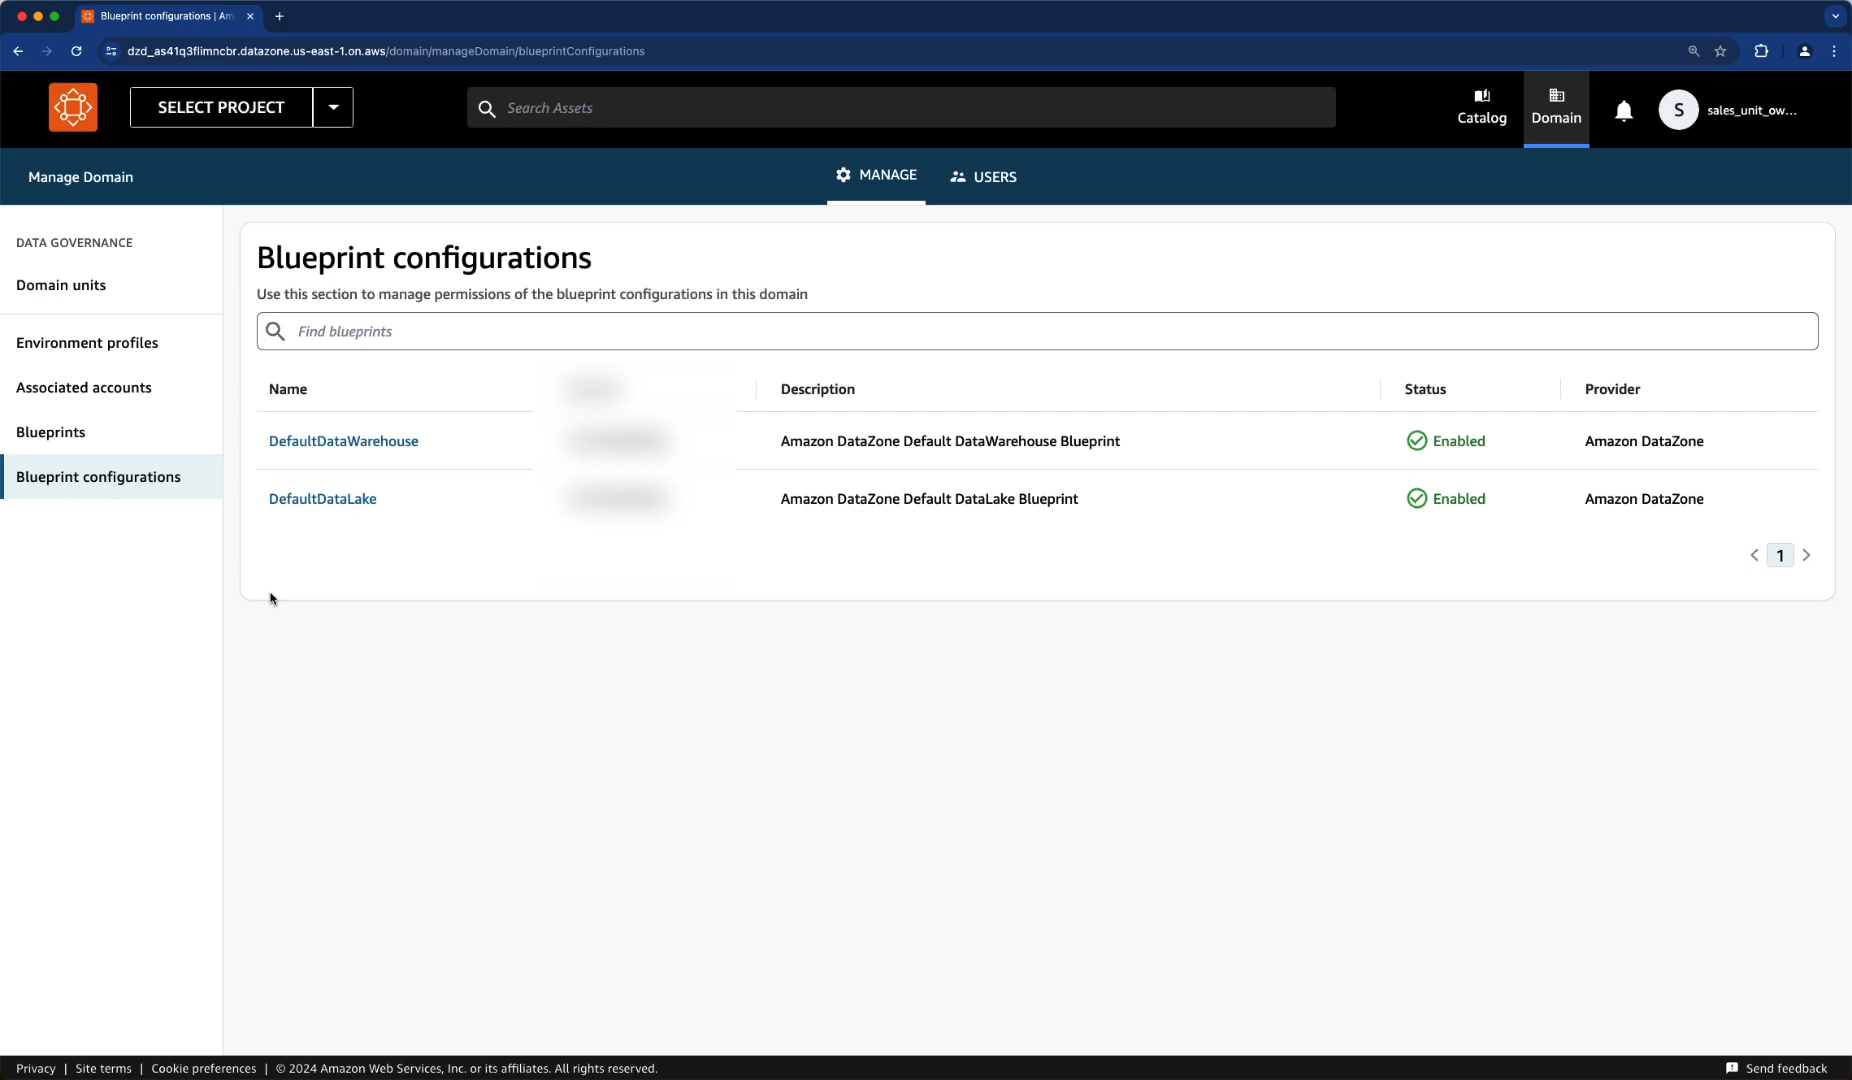 Blueprint configurations | Am
dzd_as41q3flimncbr.datazone.us-east-1.on.aws/domain/manageDomain/blueprintConfigurations
SELECT PROJECT
Search Assets
Catalog
Domain
S
sales_unit_ow...
Manage Domain
MANAGE
USERS
DATA GOVERNANCE
Domain units
Environment profiles
Associated accounts
Blueprints
Blueprint configurations
Blueprint configurations
Use this section to manage permissions of the blueprint configurations in this domain
Find blueprints
Name Description Status Provider
DefaultDataWarehouse Amazon DataZone Default DataWarehouse Blueprint Enabled Amazon DataZone
DefaultDataLake Amazon DataZone Default DataLake Blueprint Enabled Amazon DataZone
1
Privacy | Site terms | Cookie preferences | © 2024 Amazon Web Services, Inc. or its affiliates. All rights reserved.
Send feedback